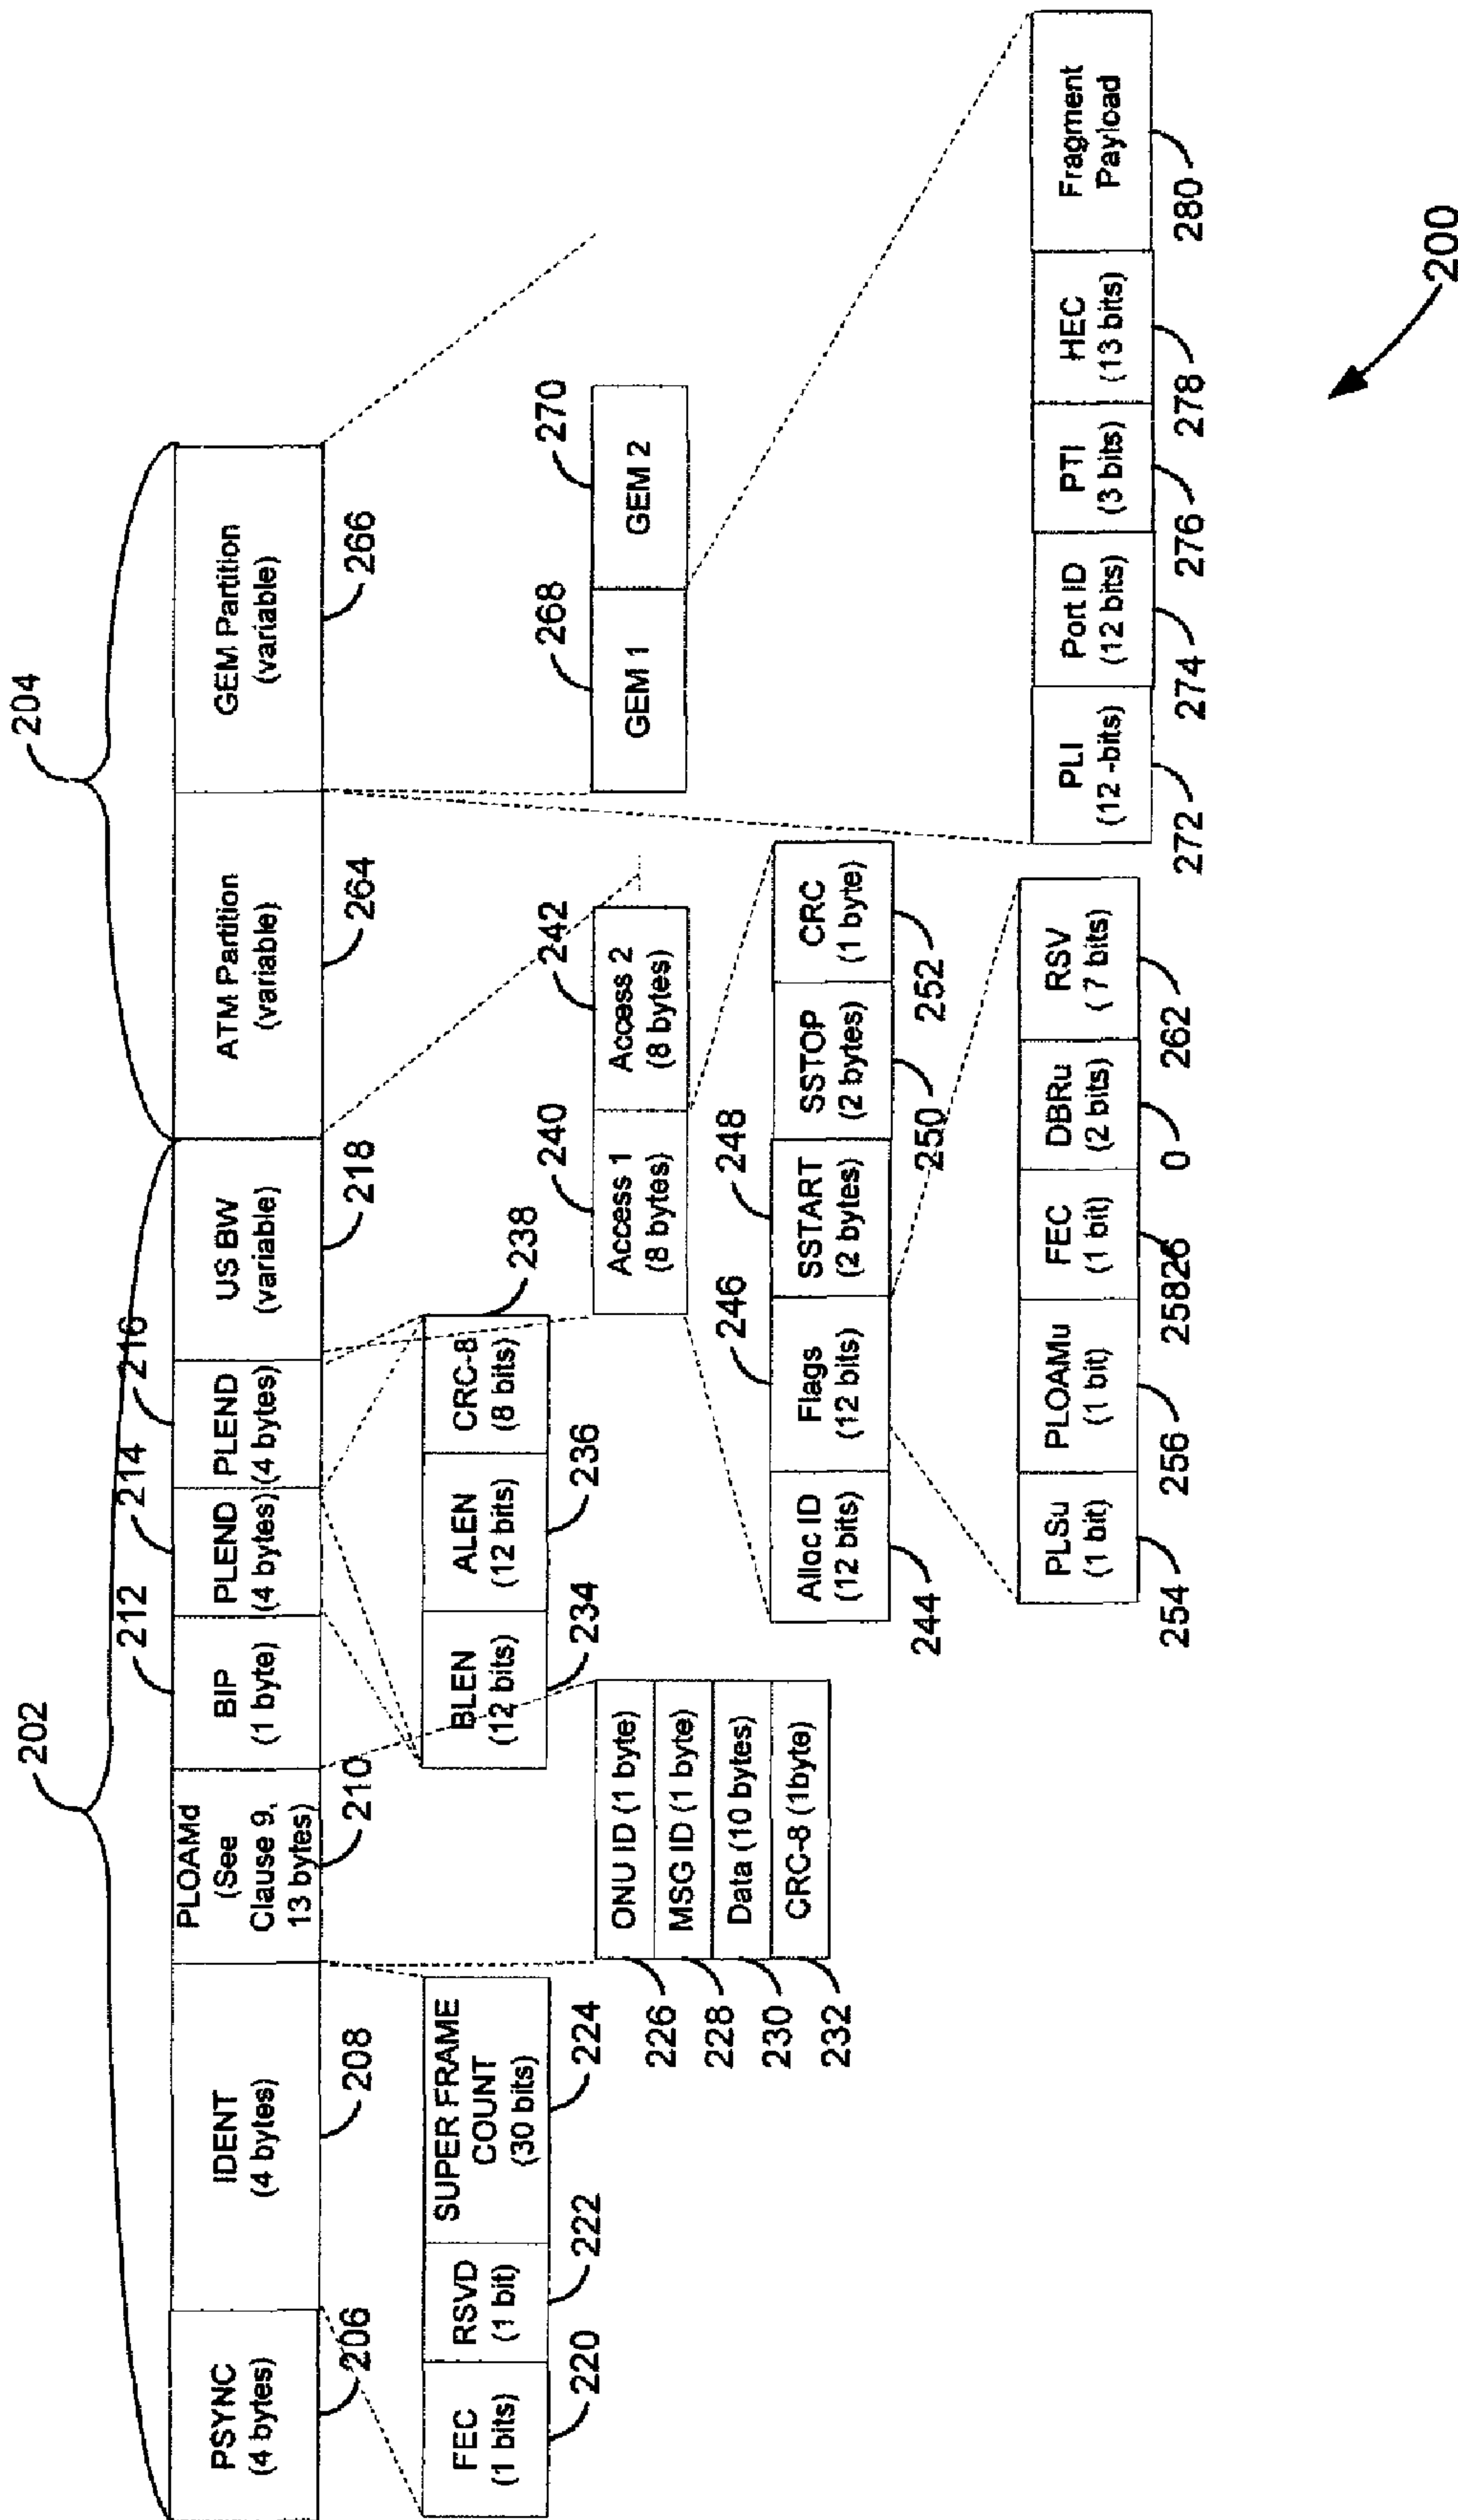 202
204
212
214
216
PSYNC
(4 bytes)
IDENT
(4 bytes)
PLOAMd
(See
Clause 9,
13 bytes)
BIP
(1 byte)
PLEND
(4 bytes)
PLEND
(4 bytes)
US BW
(variable)
ATM Partition
(variable)
GEM Partition
(variable)
206
208
210
218
264
266
FEC
(1 bits)
RSVD
(1 bit)
SUPER FRAME
COUNT
(30 bits)
220
222
224
BLEN
(12 bits)
ALEN
(12 bits)
CRC-8
(8 bits)
234
236
238
ONU ID (1 byte)
MSG ID (1 byte)
Data (10 bytes)
CRC-8 (1byte)
226
228
230
232
240
242
Access 1
(8 bytes)
Access 2
(8 bytes)
268
270
GEM 1
GEM 2
246
248
Alloc ID
(12 bits)
Flags
(12 bits)
SSTART
(2 bytes)
SSTOP
(2 bytes)
CRC
(1 byte)
244
250
252
PLSu
(1 bit)
PLOAMu
(1 bit)
FEC
(1 bit)
DBRu
(2 bits)
RSV
( 7 bits)
254
256
25826
0
262
PLI
(12 -bits)
Port ID
(12 bits)
PTI
(3 bits)
HEC
(13 bits)
Fragment
Payload
272
274
276
278
280
200